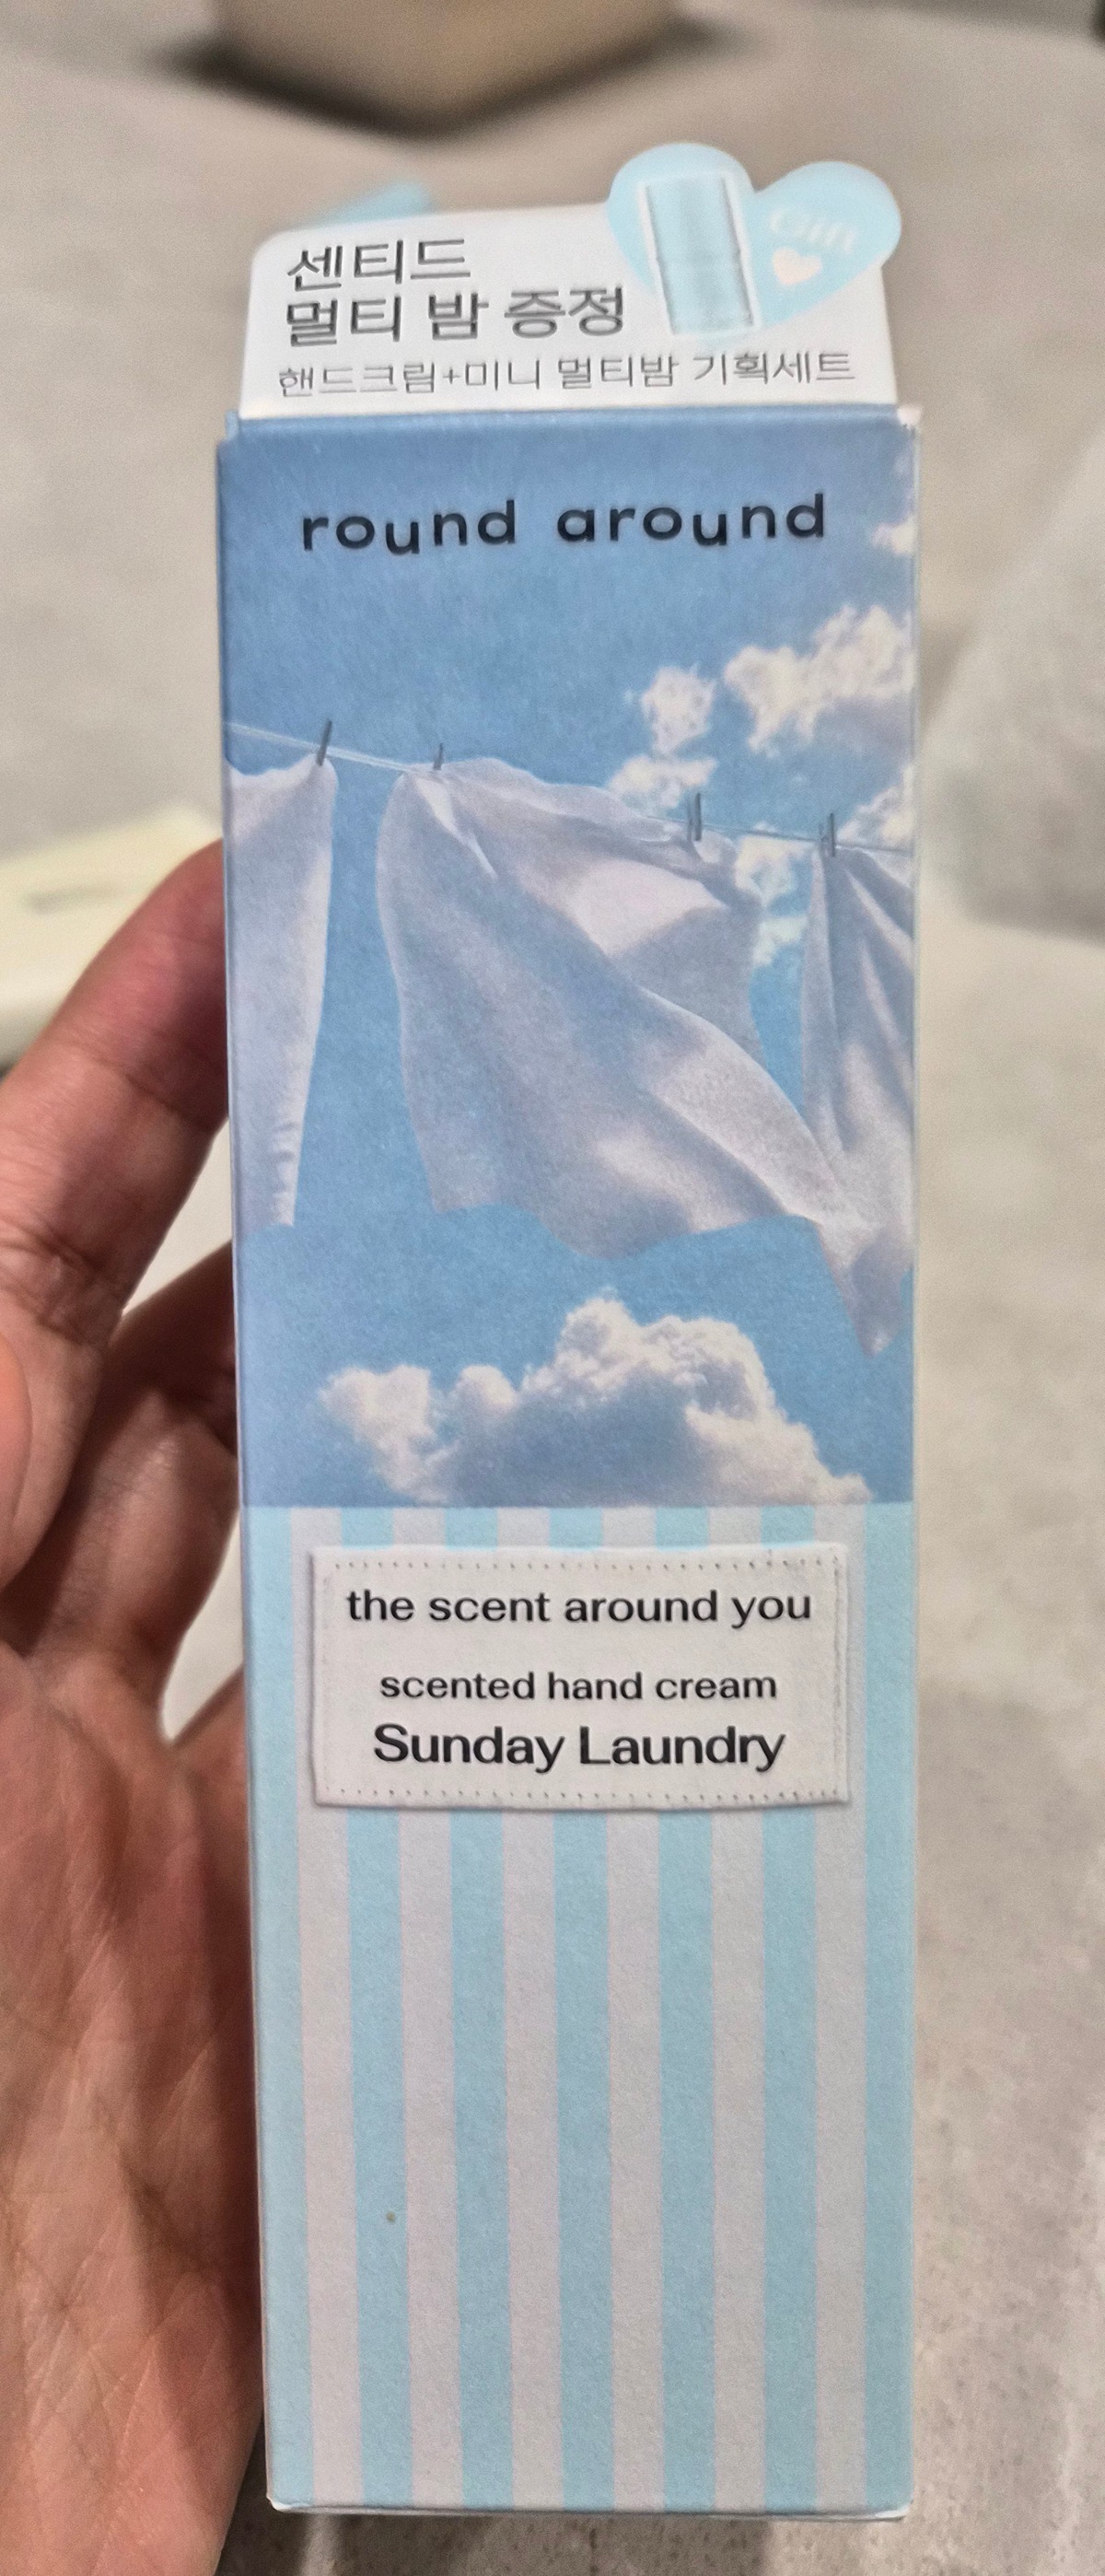 센티드
멀티 밤 증정
Gift
핸드크림+미니 멀티밤 기획세트
round around
the scent around you
scented hand cream
Sunday Laundry